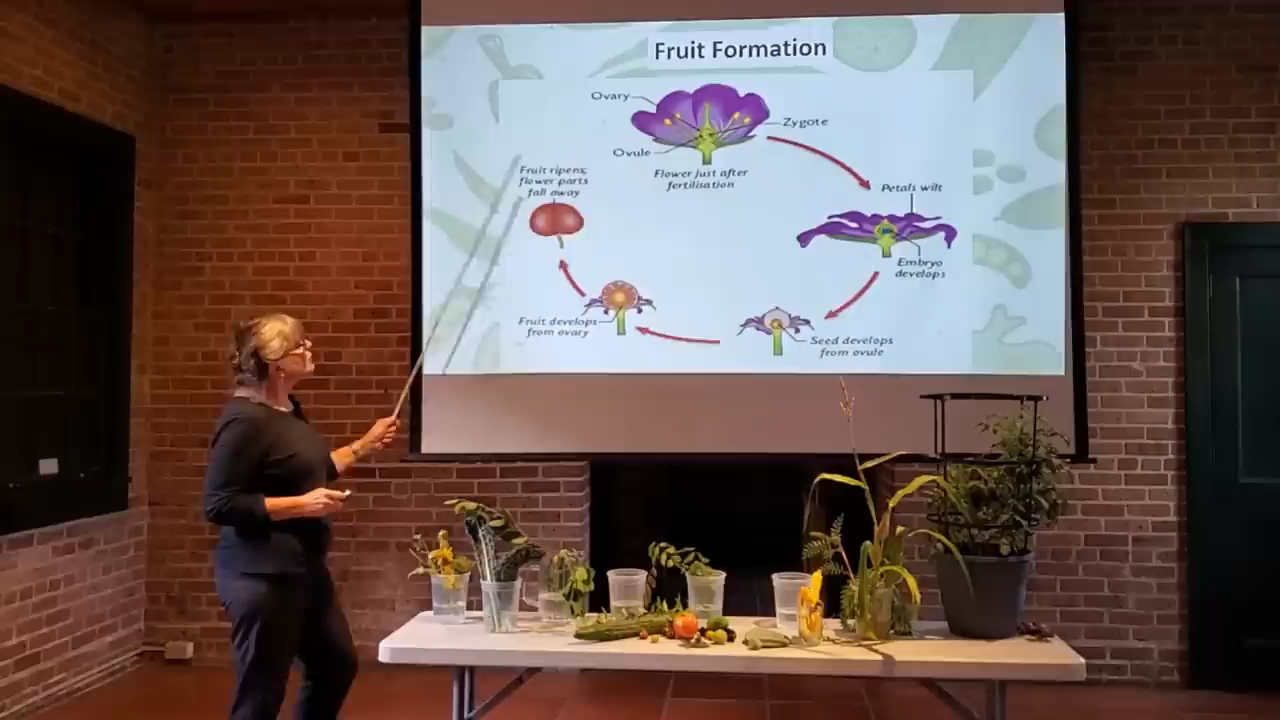 Fruit Formation
Ovary
Zygote
Ovule
Flower just after
fertilisation
Petals wilt
Embryo
develops
Seed develops
from ovule
Fruit develops
from ovary
Fruit ripens;
flower parts
fall away